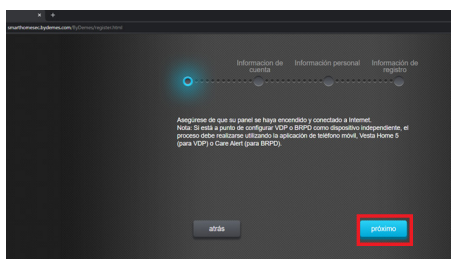 × +
smarthomesec.bydemes.com/ByDemes/register.html
Informacion de cuenta
Información personal
Información de registro
Asegúrese de que su panel se haya encendido y conectado a Internet.
Nota: Si está a punto de configurar VDP o BRPD como dispositivo independiente, el
proceso debe realizarse utilizando la aplicación de teléfono móvil, Vesta Home 5
(para VDP) o Care Alert (para BRPD).
atrás
próximo